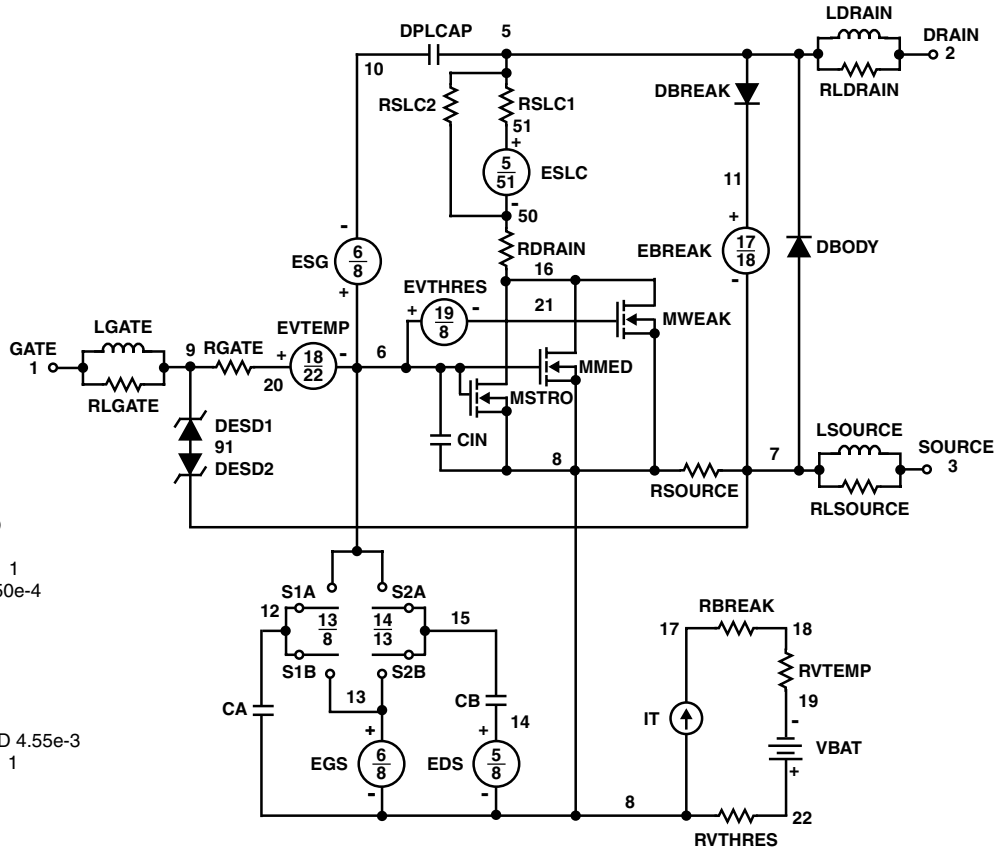 LDRAIN
DPLCAP 5 DRAIN
10 2
RLDRAIN
RSLC2 RSLC1 DBREAK
51
+
5
51
ESLC
11
-
50
-
+
ESG 6
8
RDRAIN EBREAK 17
18
DBODY
+
16
-
EVTHRES
+ 19
8
- 21
MWEAK
LGATE EVTEMP
GATE 9 RGATE + 18
22
- 6
1 20 MMED
RLGATE MSTRO
DESD1
91
DESD2
CIN
8 7
LSOURCE
SOURCE
3
RSOURCE
RLSOURCE
1
50e-4
S1A S2A
12 13
8
14
13
15
S1B S2B
13
CA CB
+ + 14
EGS 6
8
EDS 5
8
- -
8
D 4.55e-3
1
RBREAK
17 18
RVTEMP
19
-
IT
VBAT
+
22
RVTHRES